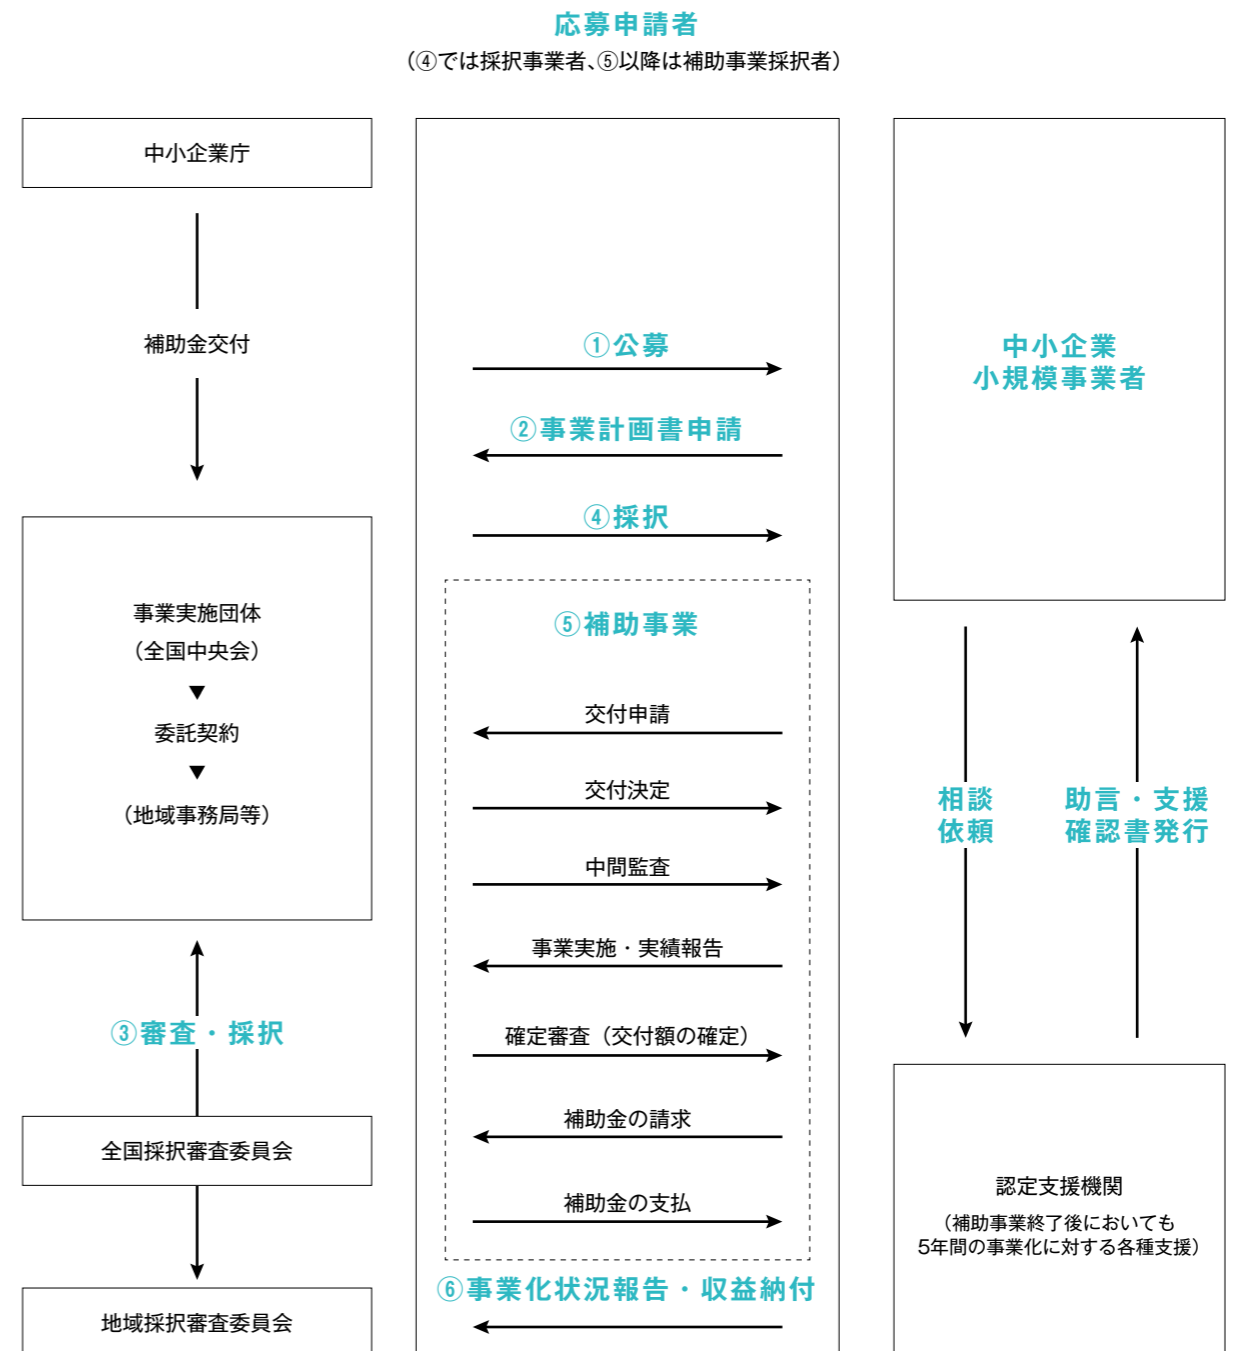 応募申請者
（④では採択事業者、⑤以降は補助事業採択者）
中小企業庁
補助金交付
事業実施団体
（全国中央会）
▼
委託契約
▼
（地域事務局等）
③審査・採択
全国採択審査委員会
地域採択審査委員会
①公募
②事業計画書申請
④採択
⑤補助事業
交付申請
交付決定
中間監査
事業実施・実績報告
確定審査（交付額の確定）
補助金の請求
補助金の支払
⑥事業化状況報告・収益納付
中小企業
小規模事業者
相談
依頼
助言・支援
確認書発行
認定支援機関
（補助事業終了後においても
5年間の事業化に対する各種支援）